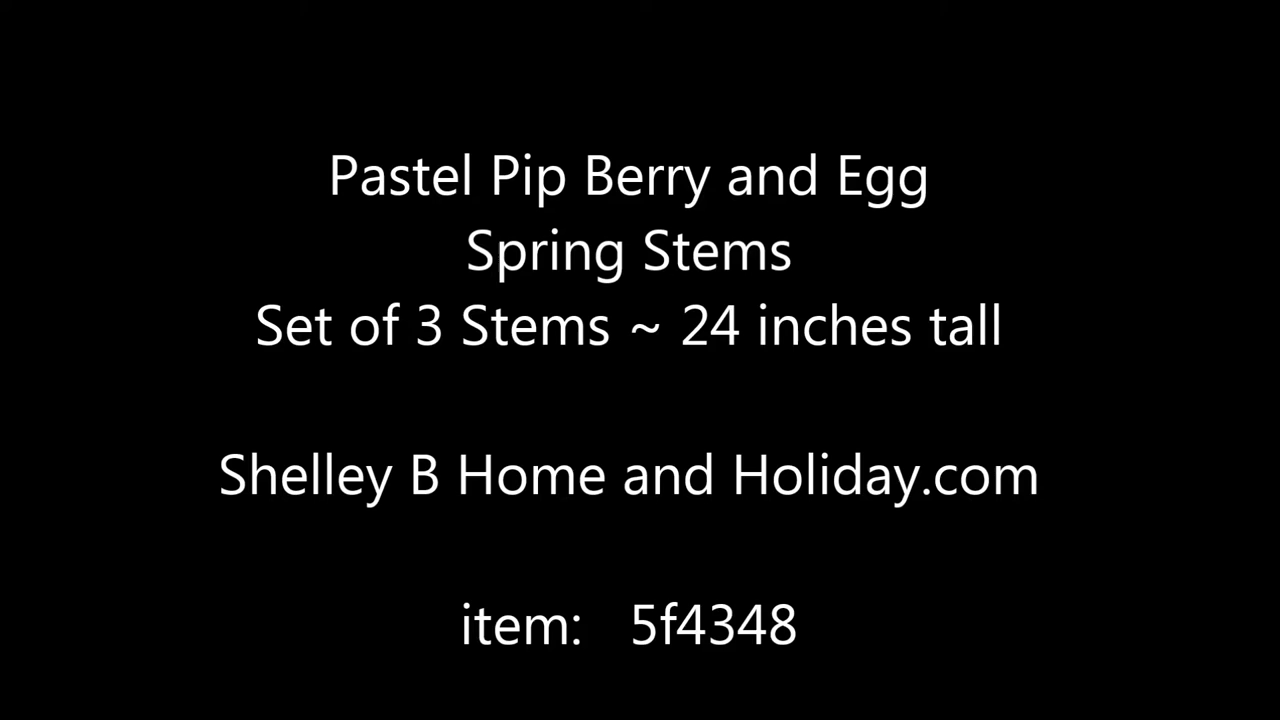 Pastel Pip Berry and Egg
Spring Stems
Set of 3 Stems ~ 24 inches tall
Shelley B Home and Holiday.com
item: 5f4348